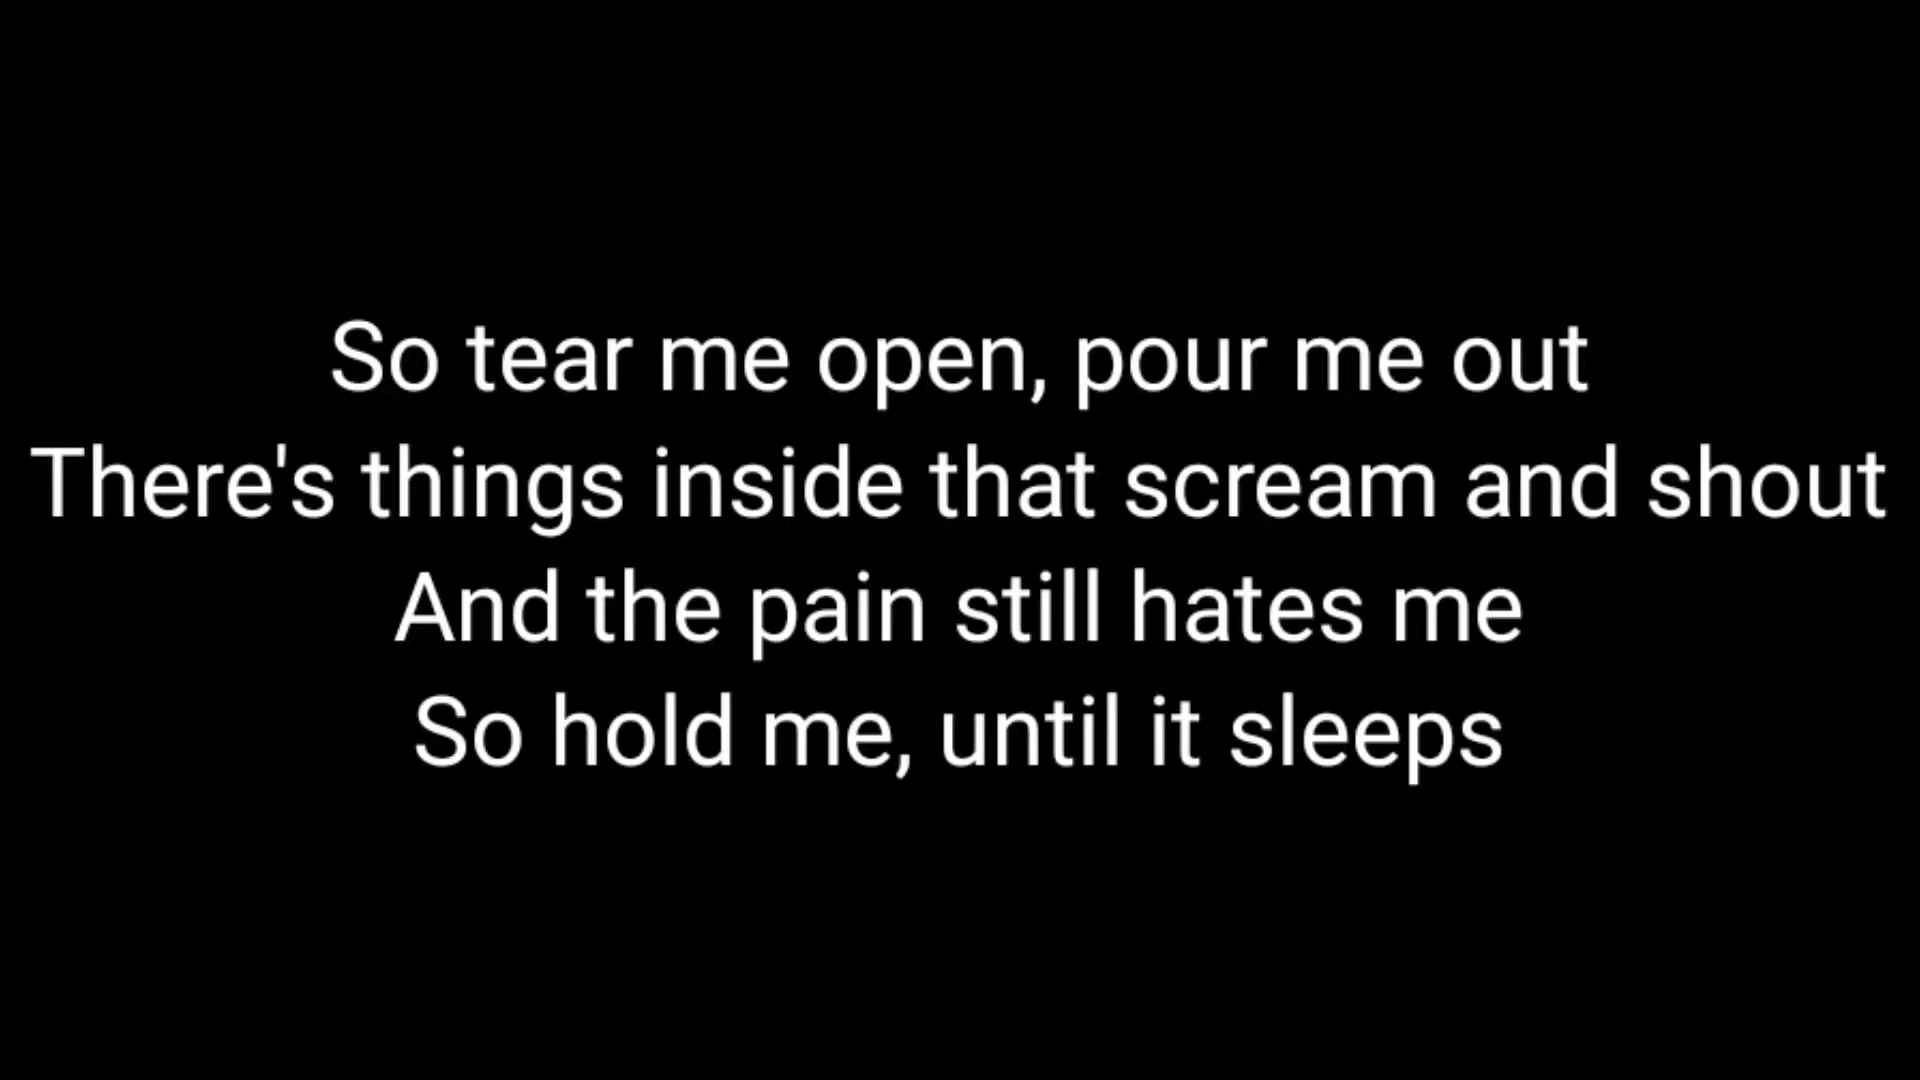 So tear me open, pour me out
There's things inside that scream and shout
And the pain still hates me
So hold me, until it sleeps